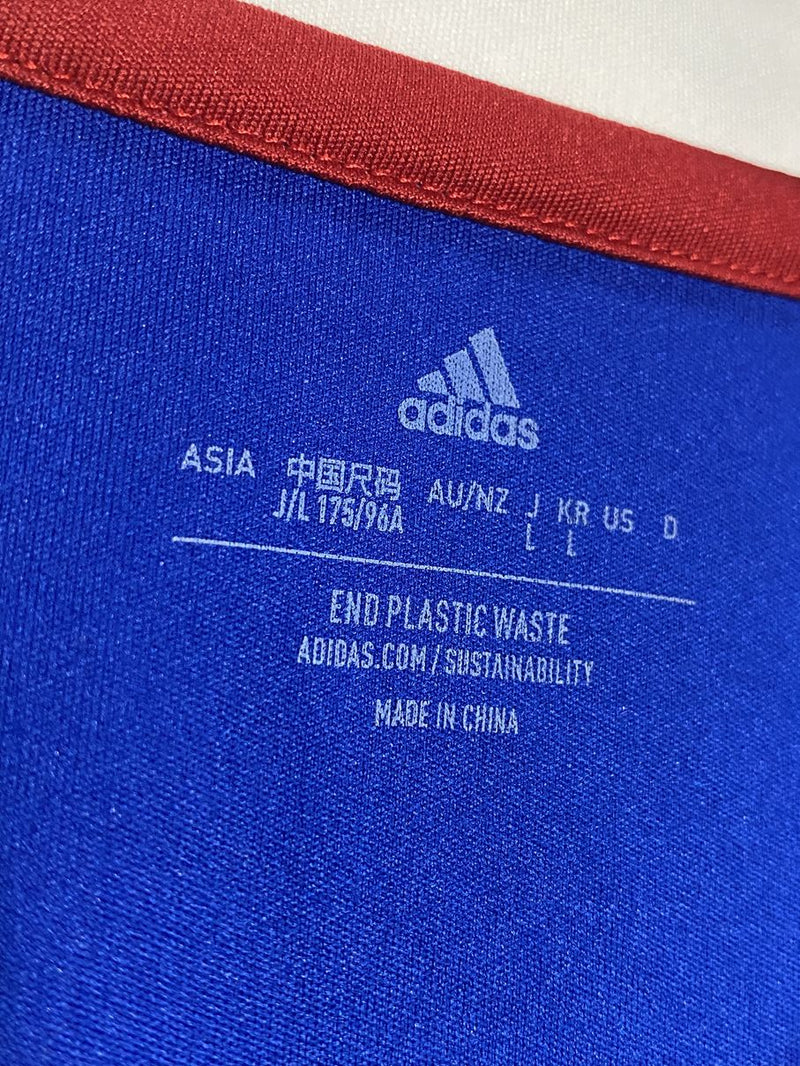 adidas
ASIA 中国尺码 AU/NZ J KR US D
J/L 175/96A L L
END PLASTIC WASTE
ADIDAS.COM / SUSTAINABILITY
MADE IN CHINA